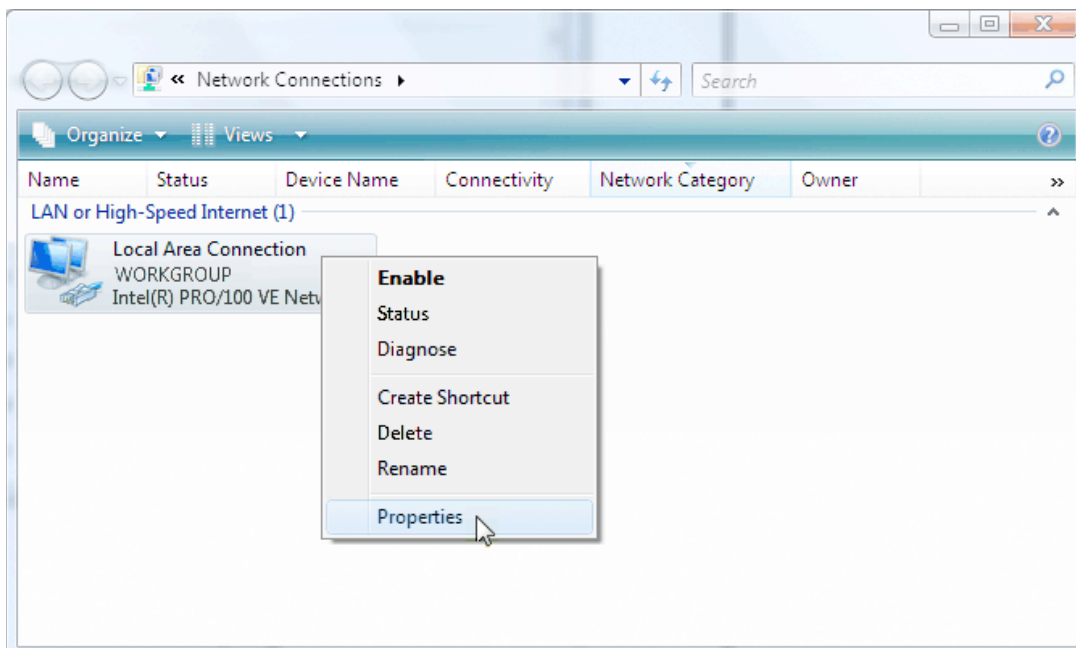 « Network Connections
Search
Organize Views
Name Status Device Name Connectivity Network Category Owner »
LAN or High-Speed Internet (1)
Local Area Connection
WORKGROUP
Intel(R) PRO/100 VE
Enable
Status
Diagnose
Create Shortcut
Delete
Rename
Properties